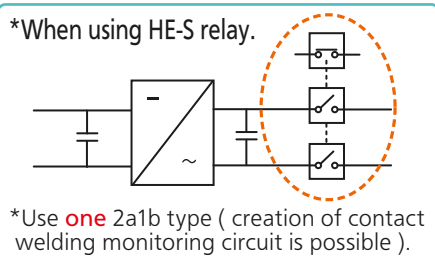 *When using HE-S relay.
*Use one 2a1b type ( creation of contact
welding monitoring circuit is possible ).